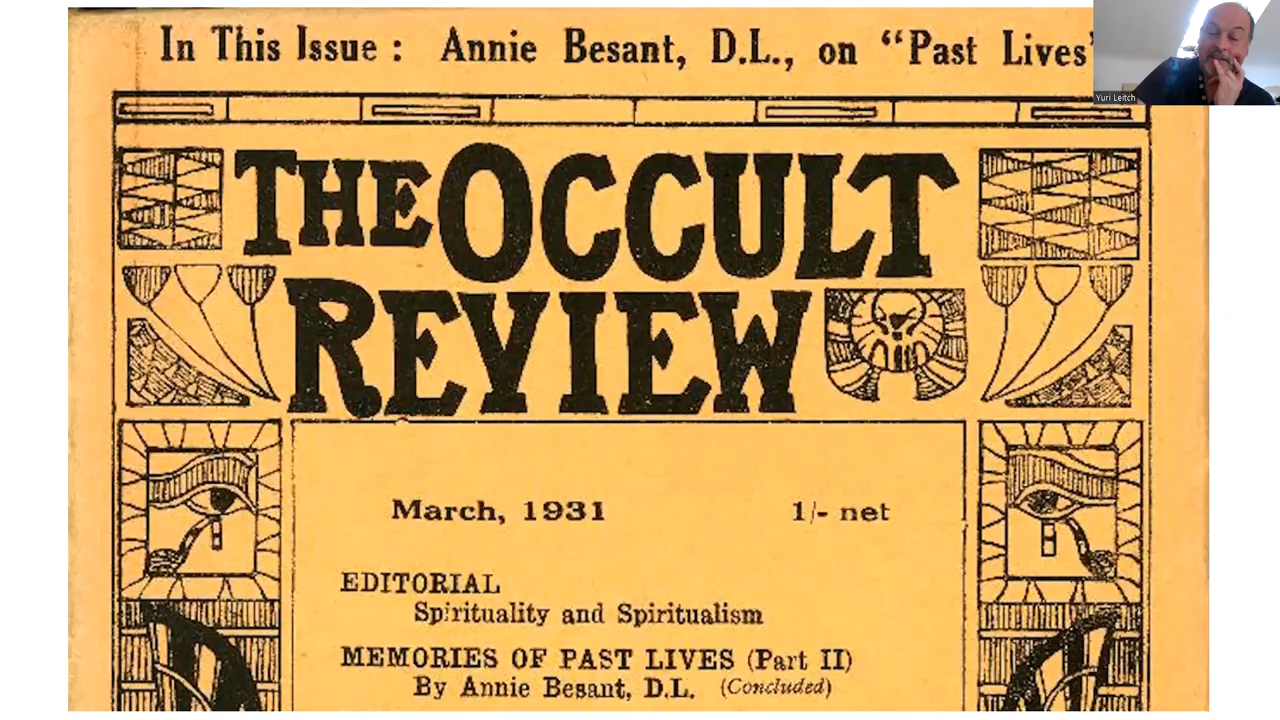 In This Issue : Annie Besant, D.L., on “Past Lives”
THE OCCULT
REVIEW
March, 1931 1/- net
EDITORIAL
Spirituality and Spiritualism
MEMORIES OF PAST LIVES (Part II)
By Annie Besant, D.L. (Concluded)
Yuri Leitch